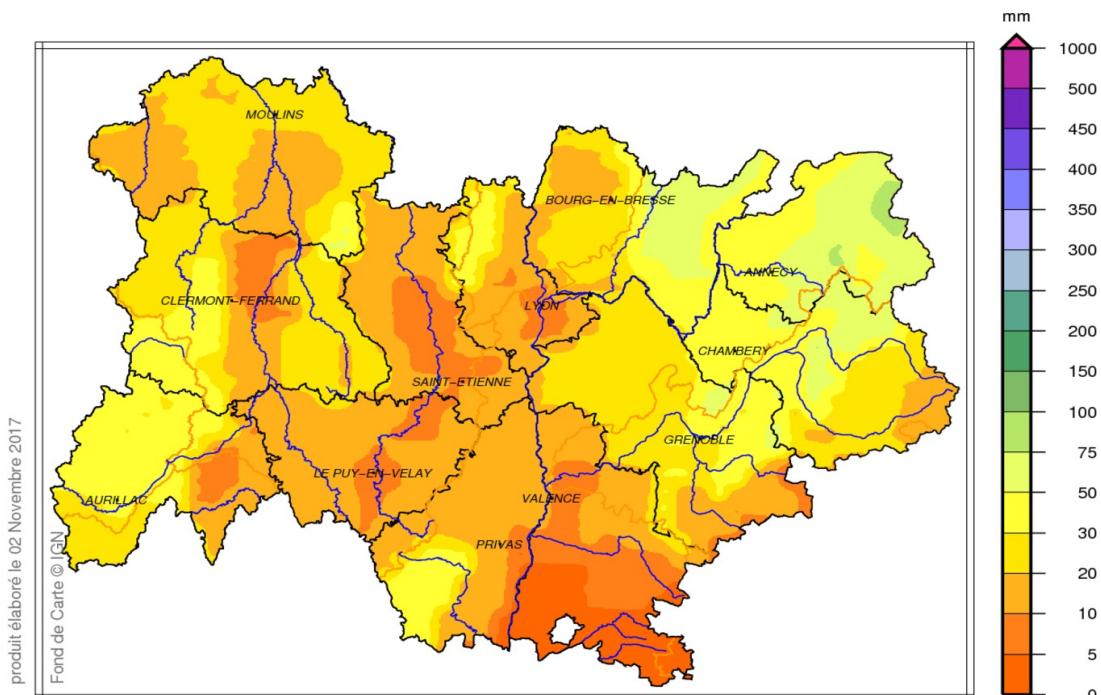 mm
1000
500
450
400
350
300
250
200
150
100
75
50
30
20
10
5
0
MOULINS
BOURG-EN-BRESSE
ANNECY
CLERMONT-FERRAND
LYON
CHAMBERY
SAINT-ETIENNE
GRENOBLE
LE PUY-EN-VELAY
AURILLAC
VALENCE
PRIVAS
produit élaboré le 02 Novembre 2017
Fond de Carte © IGN